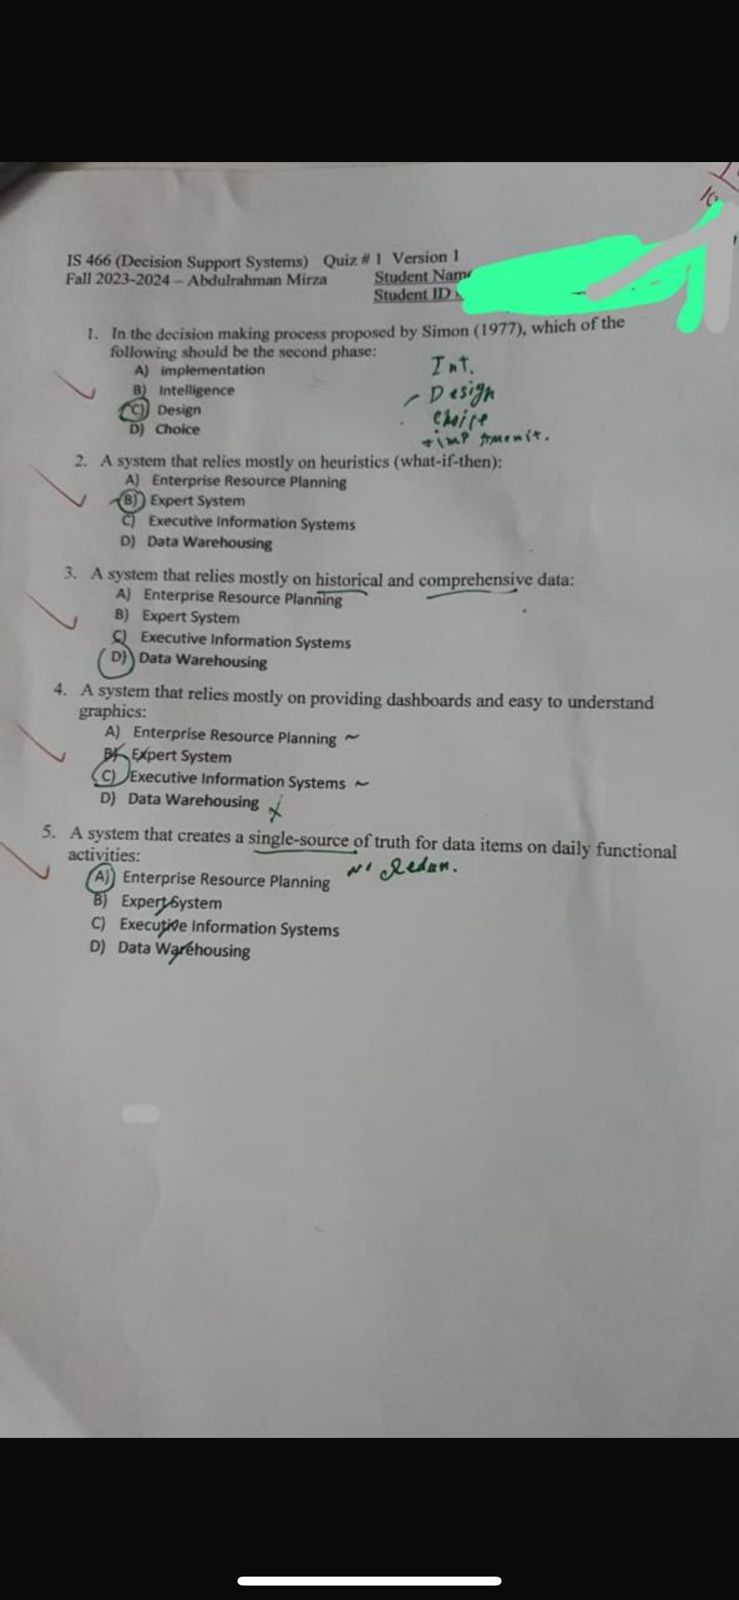 10
IS 466 (Decision Support Systems) Quiz # 1 Version 1
Fall 2023-2024 – Abdulrahman Mirza Student Name
Student ID
1. In the decision making process proposed by Simon (1977), which of the
following should be the second phase:
A) implementation
B) Intelligence
C) Design
D) Choice
Int.
- Design
choice
2. A system that relies mostly on heuristics (what-if-then):
A) Enterprise Resource Planning
B) Expert System
C) Executive Information Systems
D) Data Warehousing
3. A system that relies mostly on historical and comprehensive data:
A) Enterprise Resource Planning
B) Expert System
C) Executive Information Systems
D) Data Warehousing
4. A system that relies mostly on providing dashboards and easy to understand
graphics:
A) Enterprise Resource Planning ~
B) Expert System
C) Executive Information Systems ~
D) Data Warehousing
5. A system that creates a single-source of truth for data items on daily functional
activities:
No Redun.
A) Enterprise Resource Planning
B) Expert System
C) Executive Information Systems
D) Data Warehousing